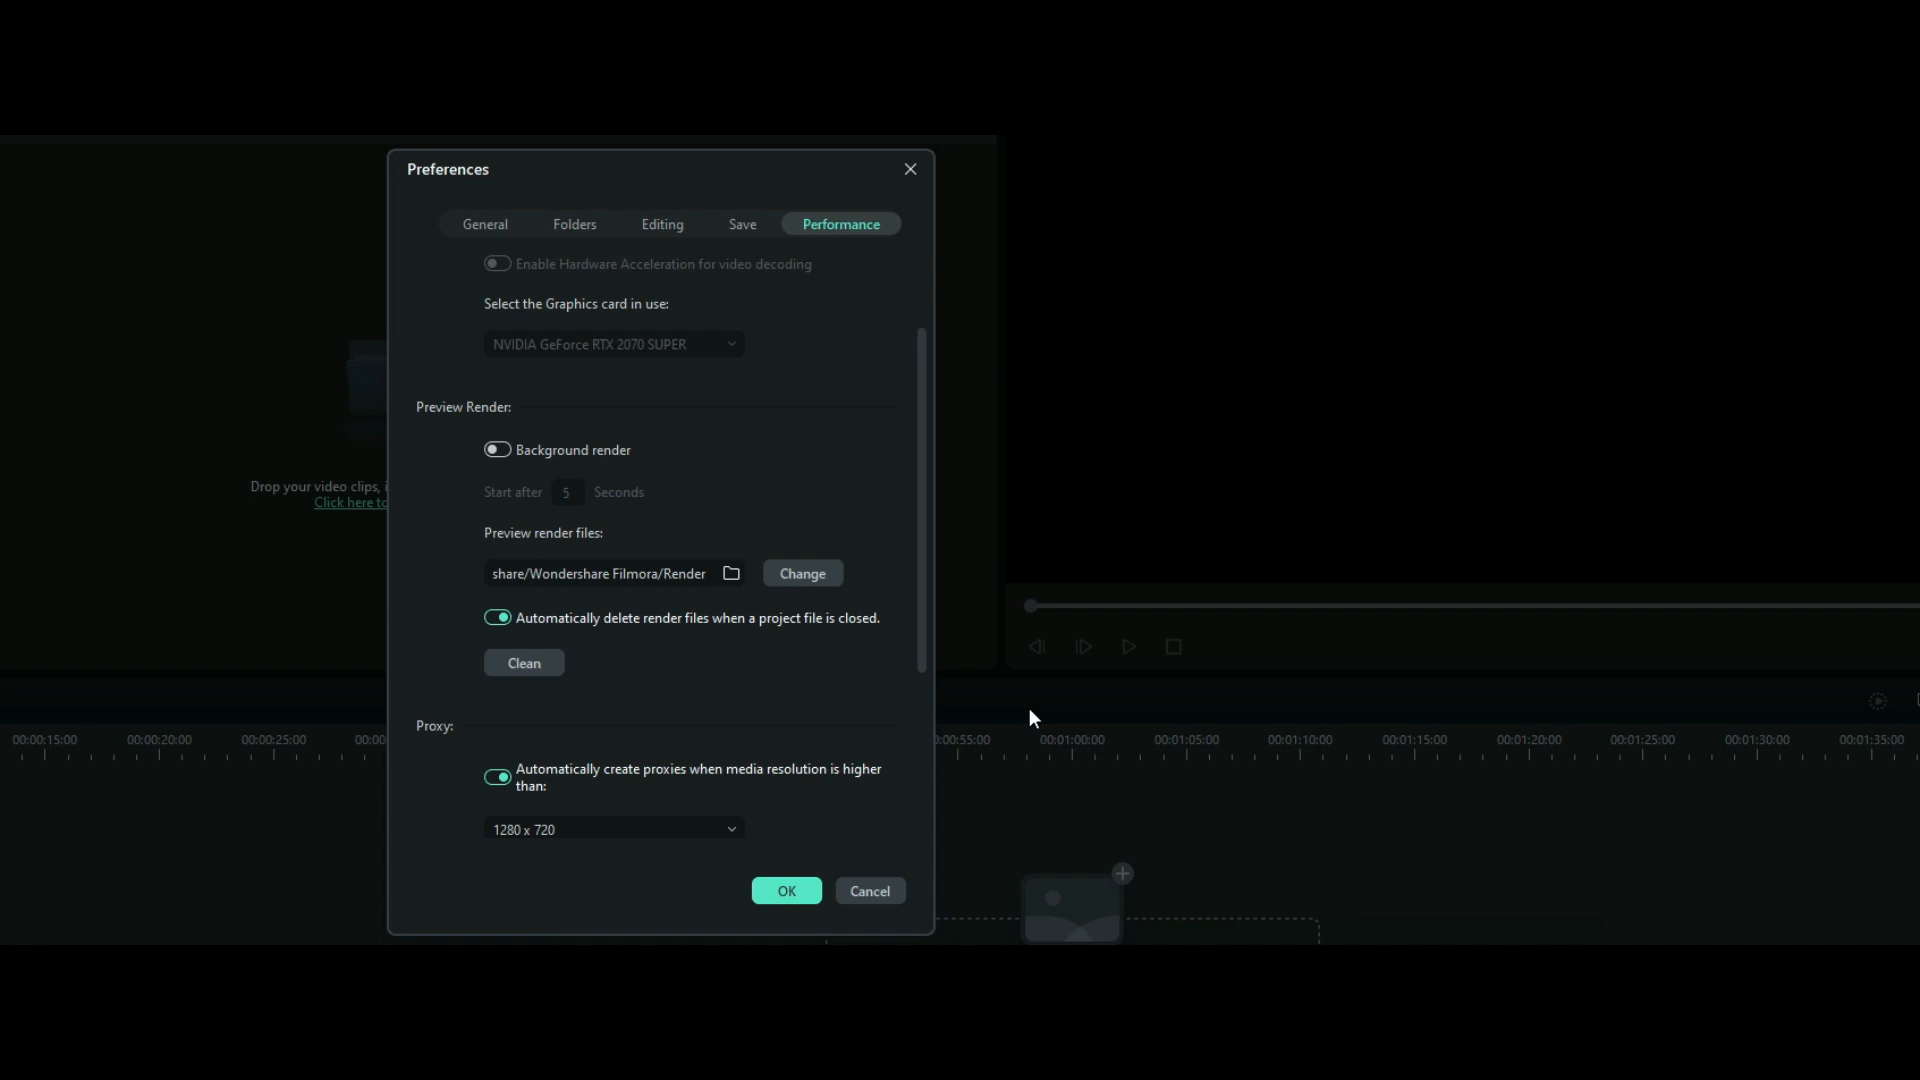 Preferences
General Folders Editing Save Performance
Enable Hardware Acceleration for video decoding
Select the Graphics card in use:
NVIDIA GeForce RTX 2070 SUPER
Preview Render:
Background render
Start after 5 Seconds
Preview render files:
share/Wondershare Filmora/Render Change
Automatically delete render files when a project file is closed.
Clean
Proxy:
Automatically create proxies when media resolution is higher
than:
1280 x 720
OK Cancel
Drop your video clips, i
Click here to
00:00:15:00 00:00:20:00 00:00:25:00 00:00 0:00:55:00 00:01:00:00 00:01:05:00 00:01:10:00 00:01:15:00 00:01:20:00 00:01:25:00 00:01:30:00 00:01:35:00